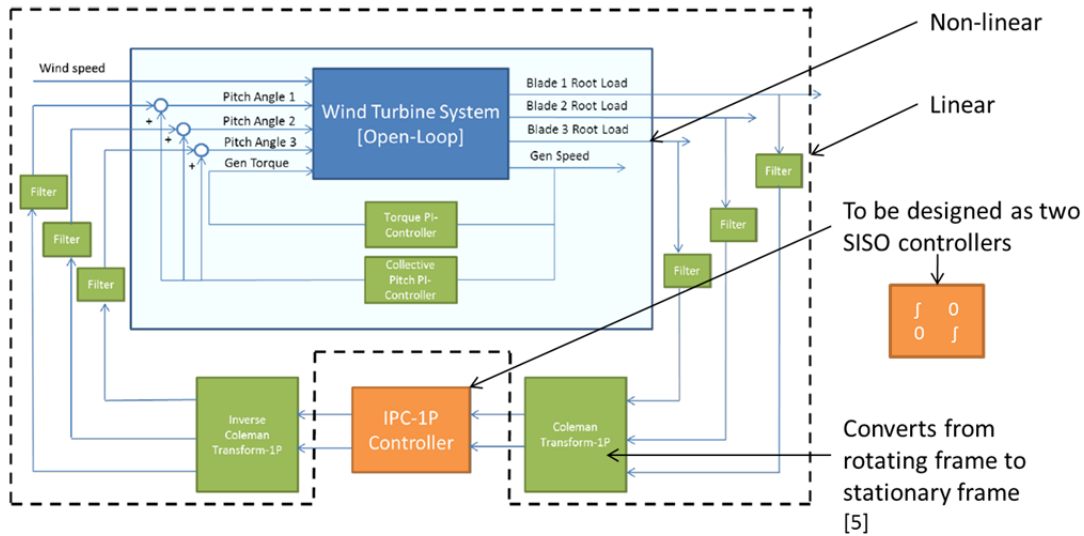 Non-linear
Wind speed
Blade 1 Root Load
Pitch Angle 1
Wind Turbine System
Blade 2 Root Load
Linear
+
Pitch Angle 2
[Open-Loop]
Blade 3 Root Load
+
Pitch Angle 3
Gen Speed
+
Gen Torque
Filter
Filter
Filter
Filter
Filter
Filter
To be designed as two
SISO controllers
Torque PI-
Controller
Collective
Pitch PI-
Controller
∫ 0
0 ∫
Inverse
Coleman
Transform-1P
IPC-1P
Controller
Coleman
Transform-1P
Converts from
rotating frame to
stationary frame
[5]